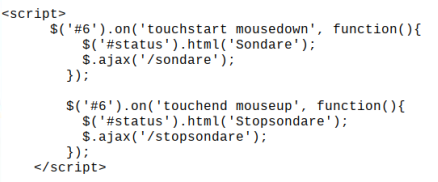 <script>
$('#6').on('touchstart mousedown', function(){
$('#status').html('Sondare');
$.ajax('/sondare');
});
$('#6').on('touchend mouseup', function(){
$('#status').html('Stopsondare');
$.ajax('/stopsondare');
});
</script>